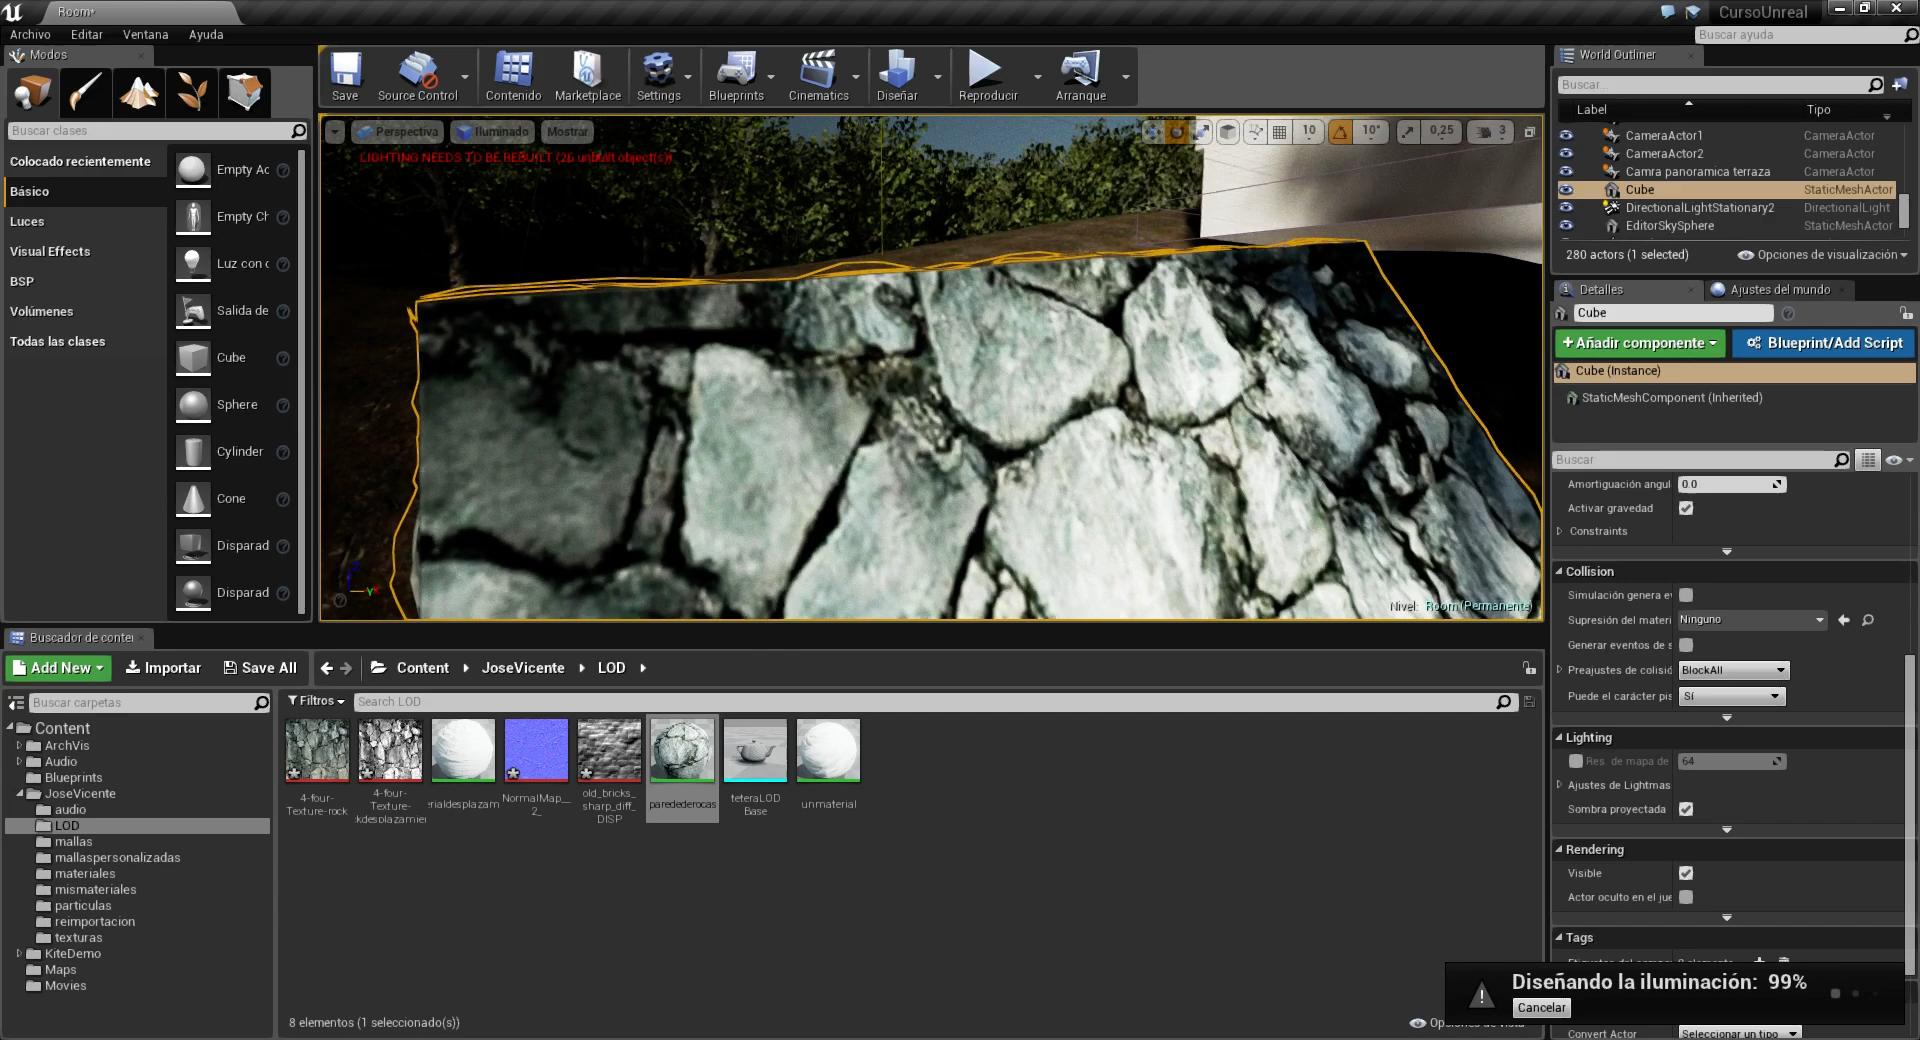 Room*
CursoUnreal
Archivo Editar Ventana Ayuda
Buscar ayuda
Modos
Buscar clases
Colocado recientemente
Básico
Luces
Visual Effects
BSP
Volúmenes
Todas las clases
Empty Ac
Empty Ch
Luz con c
Salida de
Cube
Sphere
Cylinder
Cone
Disparad
Disparad
Save
Source Control
Contenido
Marketplace
Settings
Blueprints
Cinematics
Diseñar
Reproducir
Arranque
Perspectiva
Iluminado
Mostrar
10
10°
0,25
3
LIGHTING NEEDS TO BE REBUILT (26 unbuilt object(s))
Nivel: Room (Permanente)
World Outliner
Buscar...
Label Tipo
CameraActor1 CameraActor
CameraActor2 CameraActor
Camra panoramica terraza CameraActor
Cube StaticMeshActor
DirectionalLightStationary2 DirectionalLight
EditorSkySphere StaticMeshActor
280 actors (1 selected)
Opciones de visualización
Detalles
Ajustes del mundo
Cube
+Añadir componente
Blueprint/Add Script
Cube (Instance)
StaticMeshComponent (Inherited)
Buscar
Amortiguación angul 0.0
Activar gravedad
Constraints
Collision
Simulación genera ev
Supresión del materi Ninguno
Generar eventos de s
Preajustes de colisió BlockAll
Puede el carácter pis Sí
Lighting
Res. de mapa de 64
Ajustes de Lightmas
Sombra proyectada
Rendering
Visible
Actor oculto en el jue
Tags
Diseñando la iluminación: 99%
Cancelar
Convert Actor Seleccionar un tipo
Buscador de conter
Add New
Importar
Save All
Content
JoseVicente
LOD
Buscar carpetas
Filtros
Search LOD
Content
ArchVis
Audio
Blueprints
JoseVicente
audio
LOD
mallas
mallaspersonalizadas
materiales
mismateriales
particulas
reimportacion
texturas
KiteDemo
Maps
Movies
4-four-
Texture-rock
4-four-
Texture-
kdesplazamier
erialdesplazam
NormalMap__
2_
old_bricks_
sharp_diff_
DISP
paredederocas
teteraLOD
Base
unmaterial
8 elementos (1 seleccionado(s))